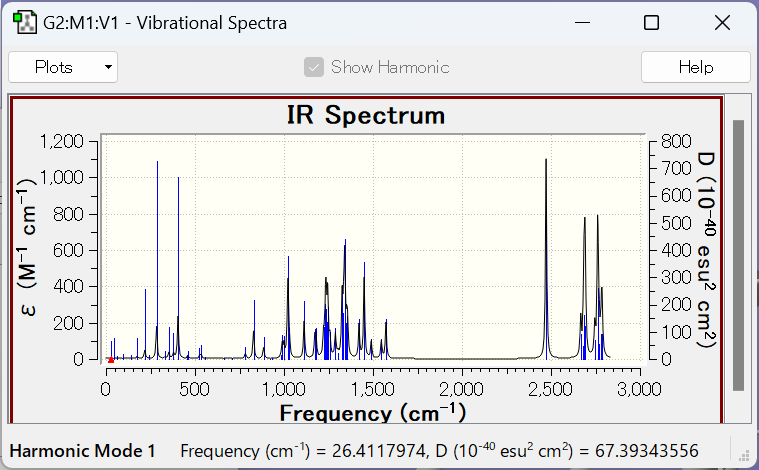 G2:M1:V1 - Vibrational Spectra
Plots
Show Harmonic
Help
IR Spectrum
1,200
1,000
800
600
400
200
0
ε (M⁻¹ cm⁻¹)
800
700
600
500
400
300
200
100
0
D (10⁻⁴⁰ esu² cm²)
0
500
1,000
1,500
2,000
2,500
3,000
Frequency (cm⁻¹)
Harmonic Mode 1 Frequency (cm⁻¹) = 26.4117974, D (10⁻⁴⁰ esu² cm²) = 67.39343556